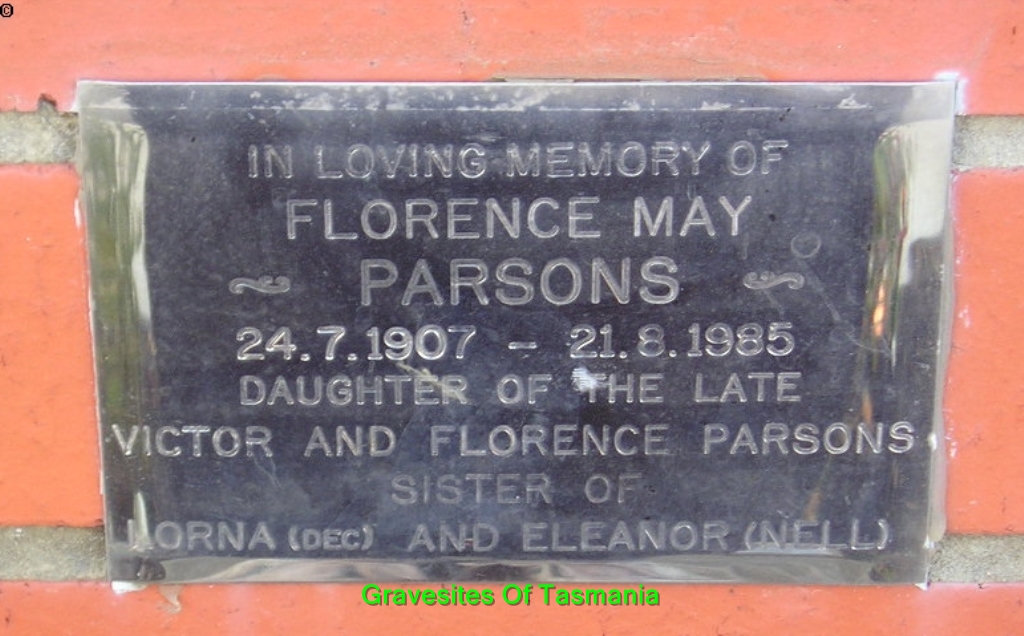 ©
IN LOVING MEMORY OF
FLORENCE MAY
PARSONS
24.7.1907 - 21.8.1985
DAUGHTER OF THE LATE
VICTOR AND FLORENCE PARSONS
SISTER OF
LORNA (DEC) AND ELEANOR (NELL)
Gravesites Of Tasmania